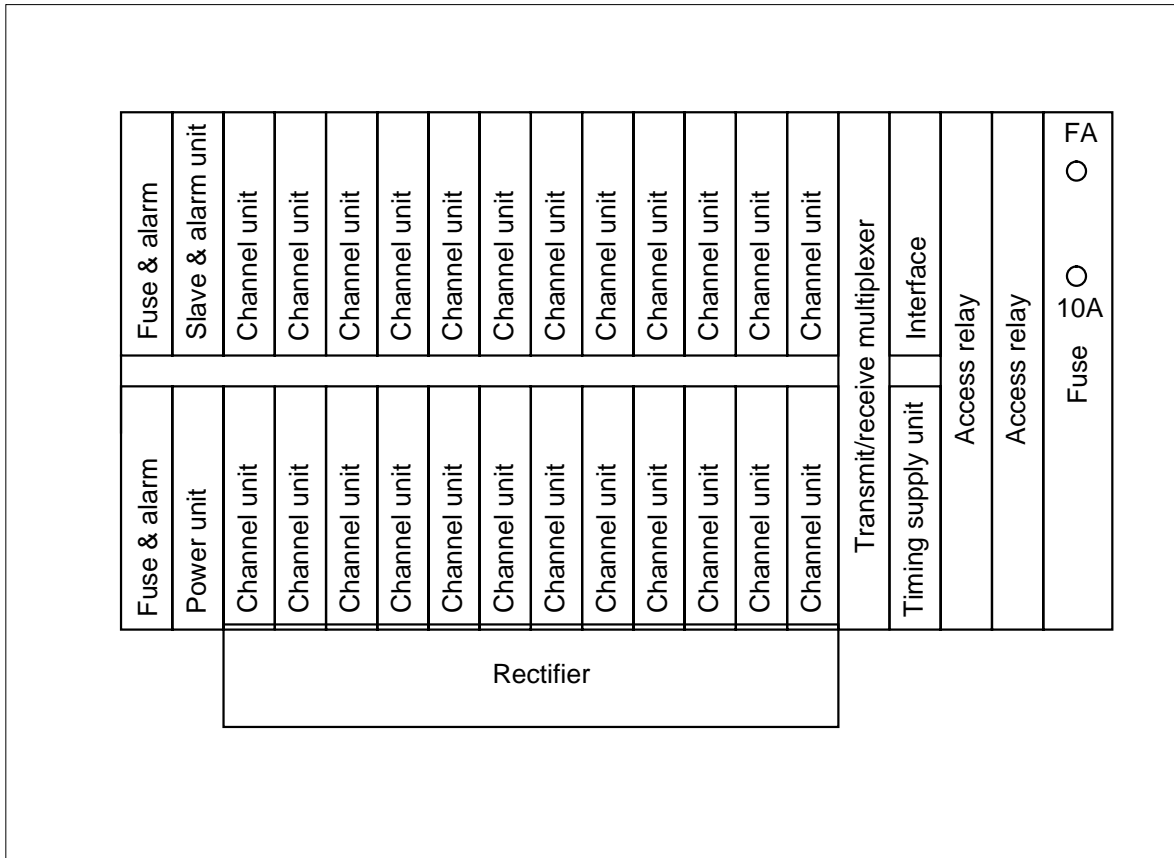 Fuse & alarm
Slave & alarm unit
Channel unit
Channel unit
Channel unit
Channel unit
Channel unit
Channel unit
Channel unit
Channel unit
Channel unit
Channel unit
Channel unit
Channel unit
Transmit/receive multiplexer
Interface
Access relay
Access relay
FA
10A
Fuse
Fuse & alarm
Power unit
Channel unit
Channel unit
Channel unit
Channel unit
Channel unit
Channel unit
Channel unit
Channel unit
Channel unit
Channel unit
Channel unit
Channel unit
Timing supply unit
Rectifier